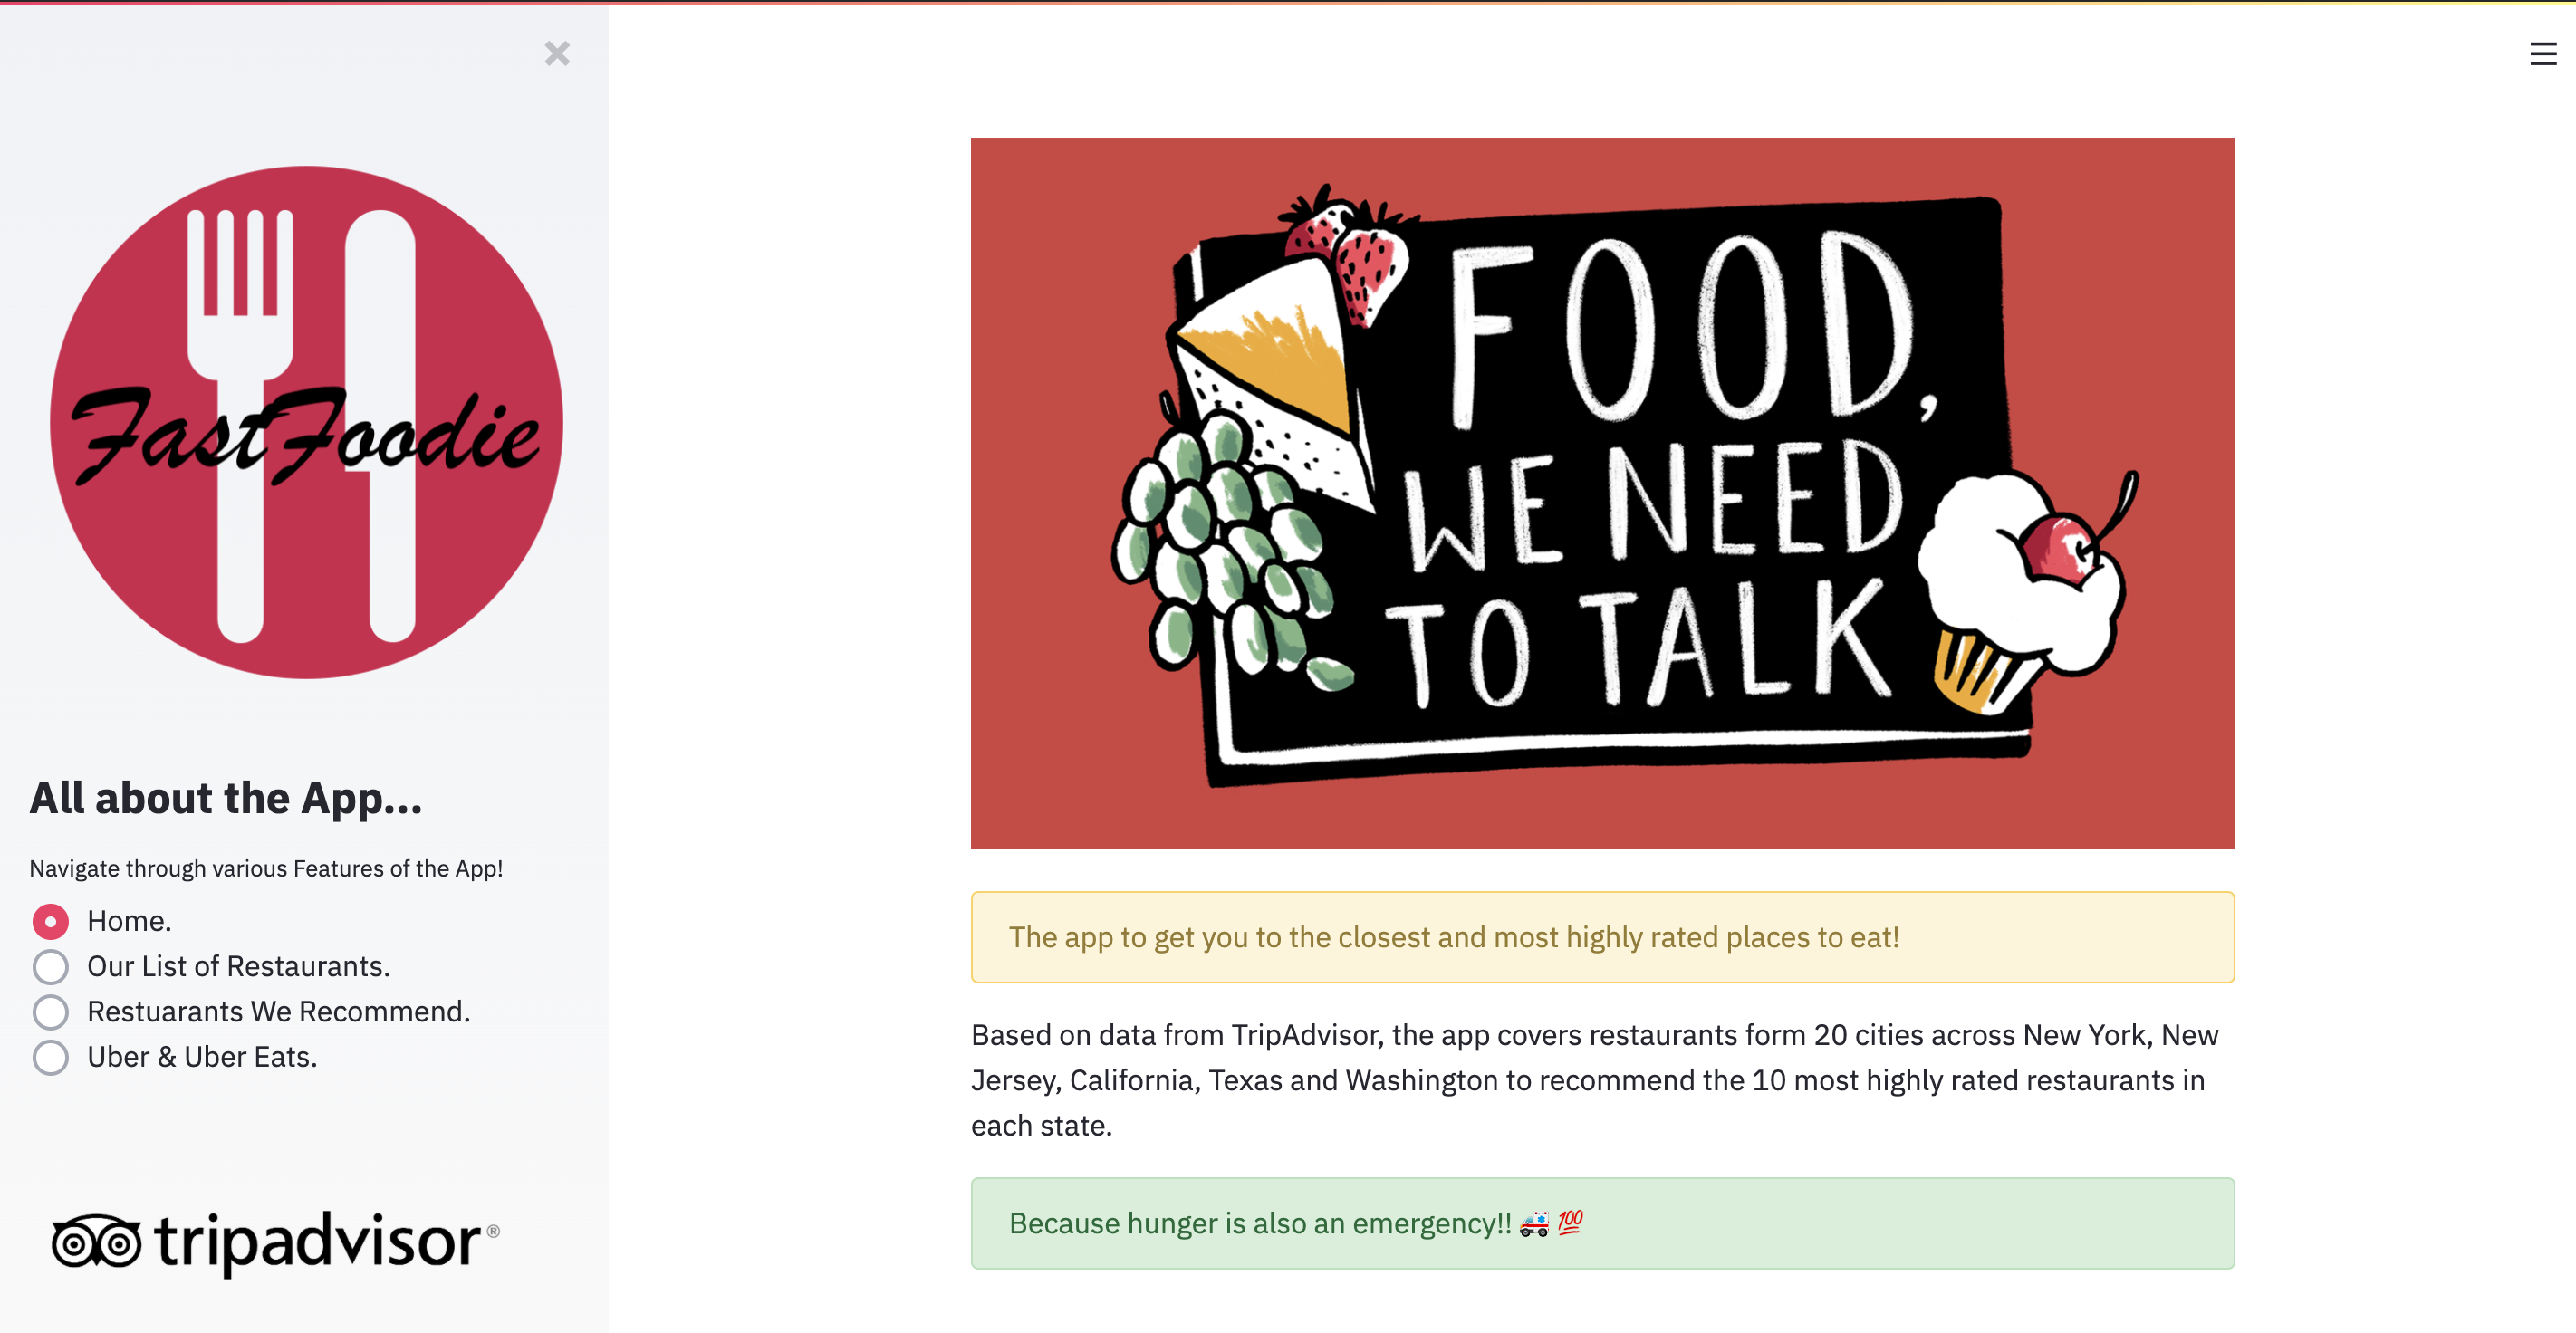 FastFoodie
All about the App...
Navigate through various Features of the App!
Home.
Our List of Restaurants.
Restuarants We Recommend.
Uber & Uber Eats.
tripadvisor®
FOOD,
WE NEED
TO TALK
The app to get you to the closest and most highly rated places to eat!
Based on data from TripAdvisor, the app covers restaurants form 20 cities across New York, New
Jersey, California, Texas and Washington to recommend the 10 most highly rated restaurants in
each state.
Because hunger is also an emergency!! 🚑 💯